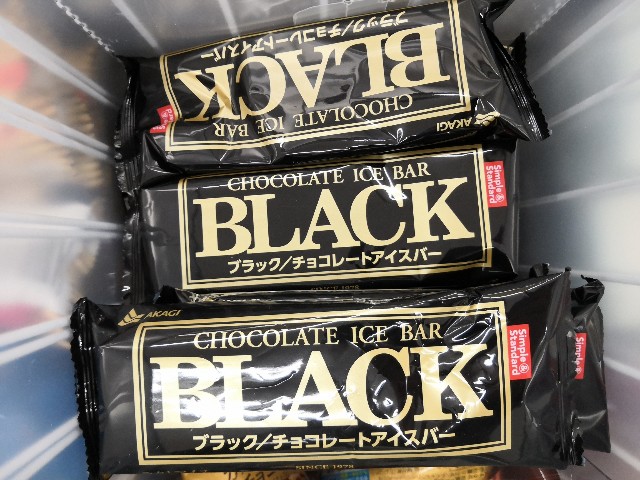 BLACK
ブラック/チョコレートアイスバー
CHOCOLATE ICE BAR
AKAGI
CHOCOLATE ICE BAR
BLACK
ブラック/チョコレートアイスバー
SINCE 1978
Simple &
Standard
AKAGI
CHOCOLATE ICE BAR
BLACK
ブラック/チョコレートアイスバー
SINCE 1978
Simple &
Standard